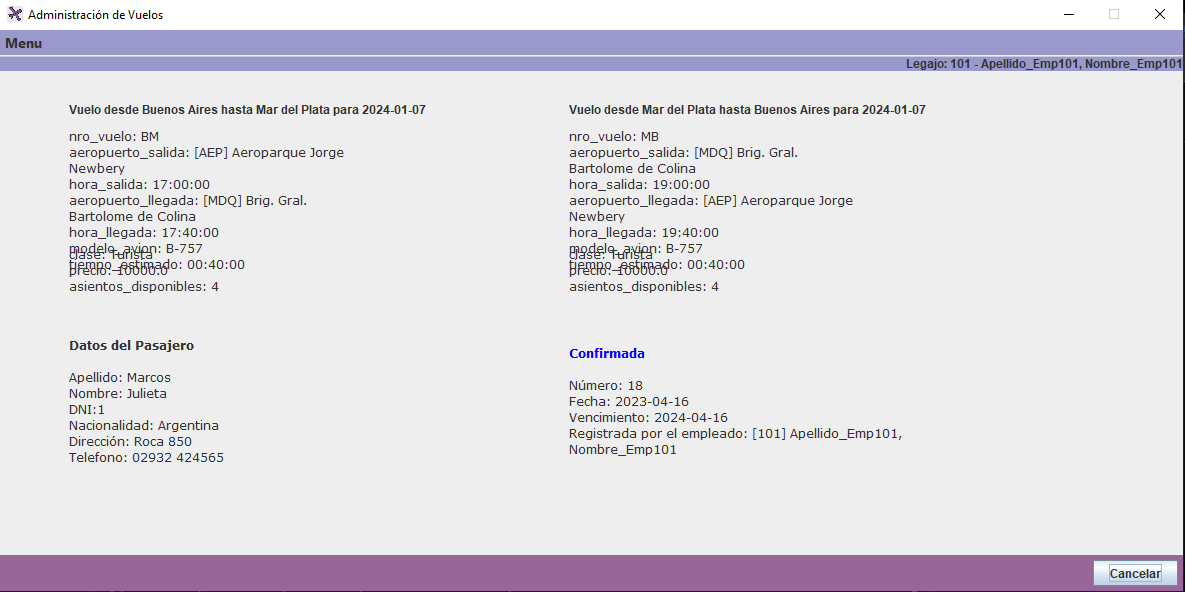 Administración de Vuelos
Menu
Legajo: 101 - Apellido_Emp101, Nombre_Emp101
Vuelo desde Buenos Aires hasta Mar del Plata para 2024-01-07
nro_vuelo: BM
aeropuerto_salida: [AEP] Aeroparque Jorge
Newbery
hora_salida: 17:00:00
aeropuerto_llegada: [MDQ] Brig. Gral.
Bartolome de Colina
hora_llegada: 17:40:00
modelo_avion: B-757
clase: Turista
tiempo_estimado: 00:40:00
precio: 10000.0
asientos_disponibles: 4
Vuelo desde Mar del Plata hasta Buenos Aires para 2024-01-07
nro_vuelo: MB
aeropuerto_salida: [MDQ] Brig. Gral.
Bartolome de Colina
hora_salida: 19:00:00
aeropuerto_llegada: [AEP] Aeroparque Jorge
Newbery
hora_llegada: 19:40:00
modelo_avion: B-757
clase: Turista
tiempo_estimado: 00:40:00
precio: 10000.0
asientos_disponibles: 4
Datos del Pasajero
Apellido: Marcos
Nombre: Julieta
DNI:1
Nacionalidad: Argentina
Dirección: Roca 850
Telefono: 02932 424565
Confirmada
Número: 18
Fecha: 2023-04-16
Vencimiento: 2024-04-16
Registrada por el empleado: [101] Apellido_Emp101,
Nombre_Emp101
Cancelar